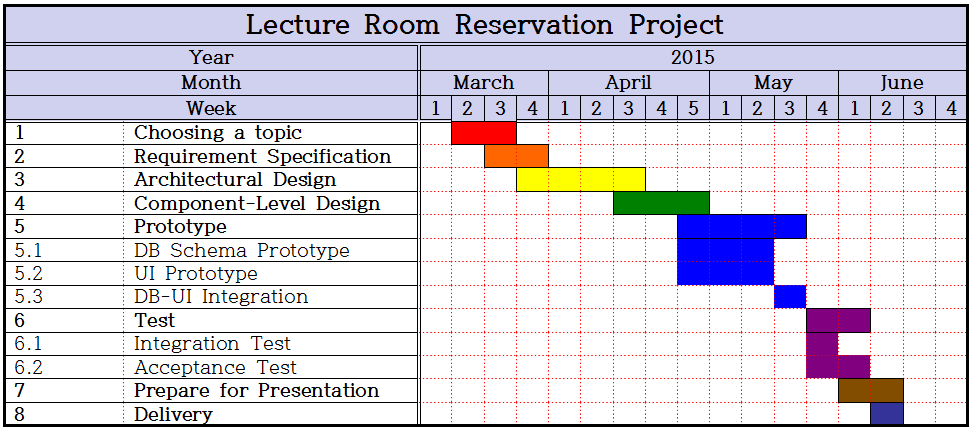 Lecture Room Reservation Project
Year 2015
Month March April May June
Week 1 2 3 4 1 2 3 4 5 1 2 3 4 1 2 3 4
1 Choosing a topic
2 Requirement Specification
3 Architectural Design
4 Component-Level Design
5 Prototype
5.1 DB Schema Prototype
5.2 UI Prototype
5.3 DB-UI Integration
6 Test
6.1 Integration Test
6.2 Acceptance Test
7 Prepare for Presentation
8 Delivery